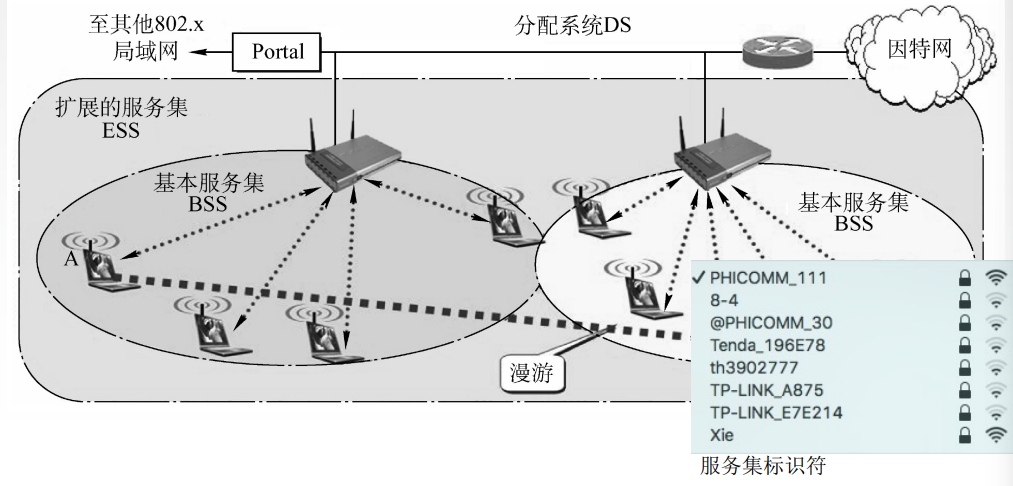 至其他802.x
局域网
Portal
分配系统DS
因特网
扩展的服务集
ESS
基本服务集
BSS
基本服务集
BSS
A
漫游
PHICOMM_111
8-4
@PHICOMM_30
Tenda_196E78
th3902777
TP-LINK_A875
TP-LINK_E7E214
Xie
服务集标识符